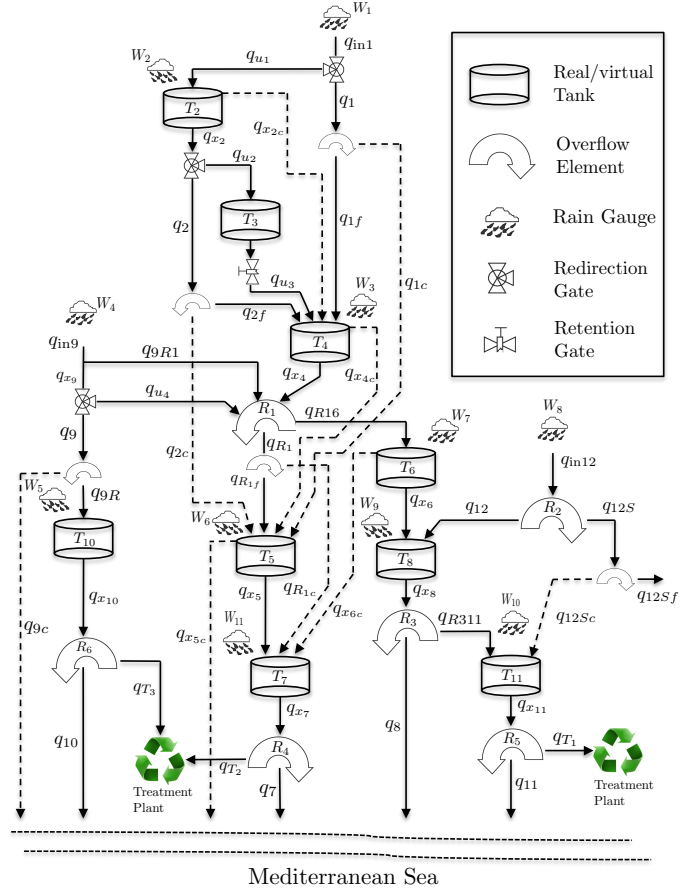 W1
qin1
W2
qu1
T2
q1
qx2
qx2c
qu2
q2
T3
q1f
qu3
W3
q1c
q2f
W4
qin9
q9R1
T4
qx9
qx4
qx4c
qu4
R1
qR16
W7
W8
q9
qR1
q2c
T6
qin12
W5
q9R
qR1f
qx6
W6
W9
q12
R2
q12S
T10
T5
T8
qx10
qx5
qR1c
qx6c
qx8
q12Sc
q12Sf
q9c
qx5c
W11
R3
qR311
W10
R6
T7
T11
qT3
qx7
qx11
q10
q8
R4
R5
qT1
qT2
q7
q11
Treatment
Plant
Treatment
Plant
Mediterranean Sea
Real/virtual
Tank
Overflow
Element
Rain Gauge
Redirection
Gate
Retention
Gate